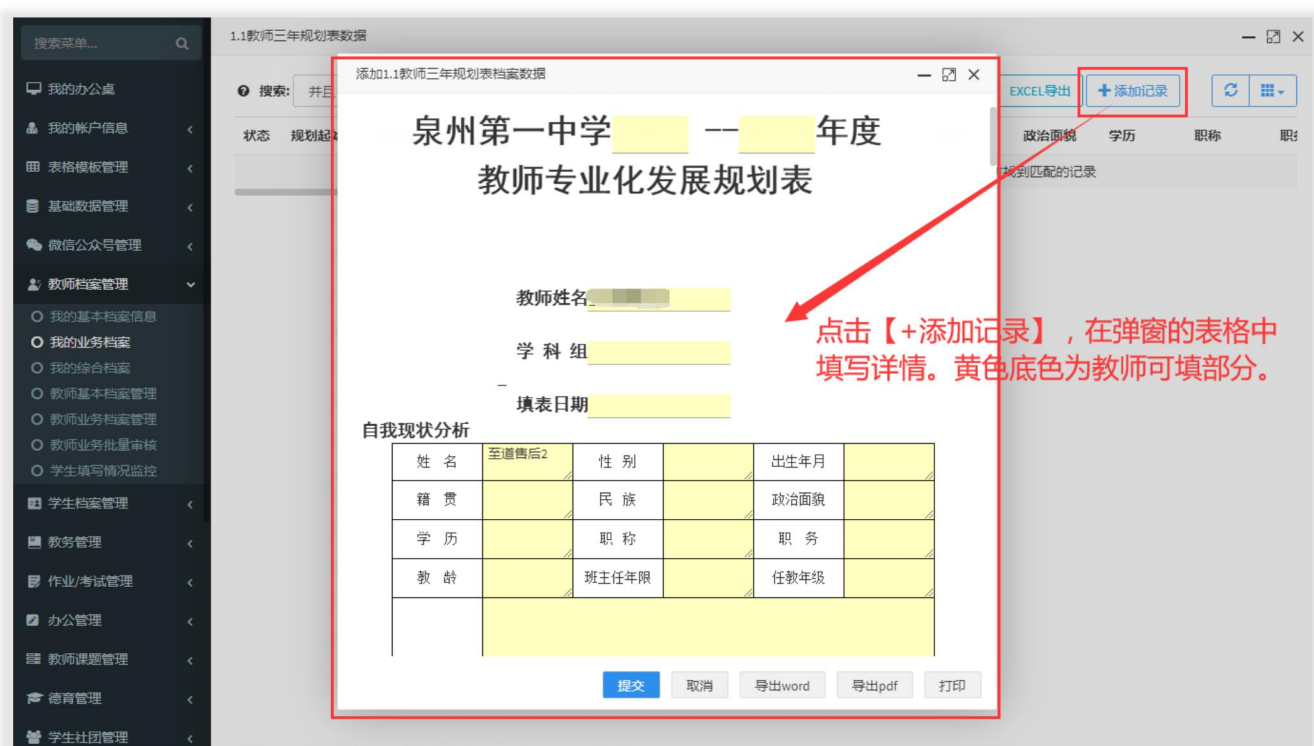 搜索菜单...
我的办公桌
我的帐户信息
表格模板管理
基础数据管理
微信公众号管理
教师档案管理
我的基本档案信息
我的业务档案
我的综合档案
教师基本档案管理
教师业务档案管理
教师业务批量审核
学生填写情况监控
学生档案管理
教务管理
作业/考试管理
办公管理
教师课题管理
德育管理
学生社团管理
1.1教师三年规划表数据
搜索: 并且
EXCEL导出 +添加记录
状态 规划起 政治面貌 学历 职称
找到匹配的记录
添加1.1教师三年规划表档案数据
泉州第一中学 -- 年度
教师专业化发展规划表
教师姓名
学 科 组
填表日期
自我现状分析
姓 名 至道售后2 性 别 出生年月
籍 贯 民 族 政治面貌
学 历 职 称 职 务
教 龄 班主任年限 任教年级
提交 取消 导出word 导出pdf 打印
点击【+添加记录】，在弹窗的表格中
填写详情。黄色底色为教师可填部分。